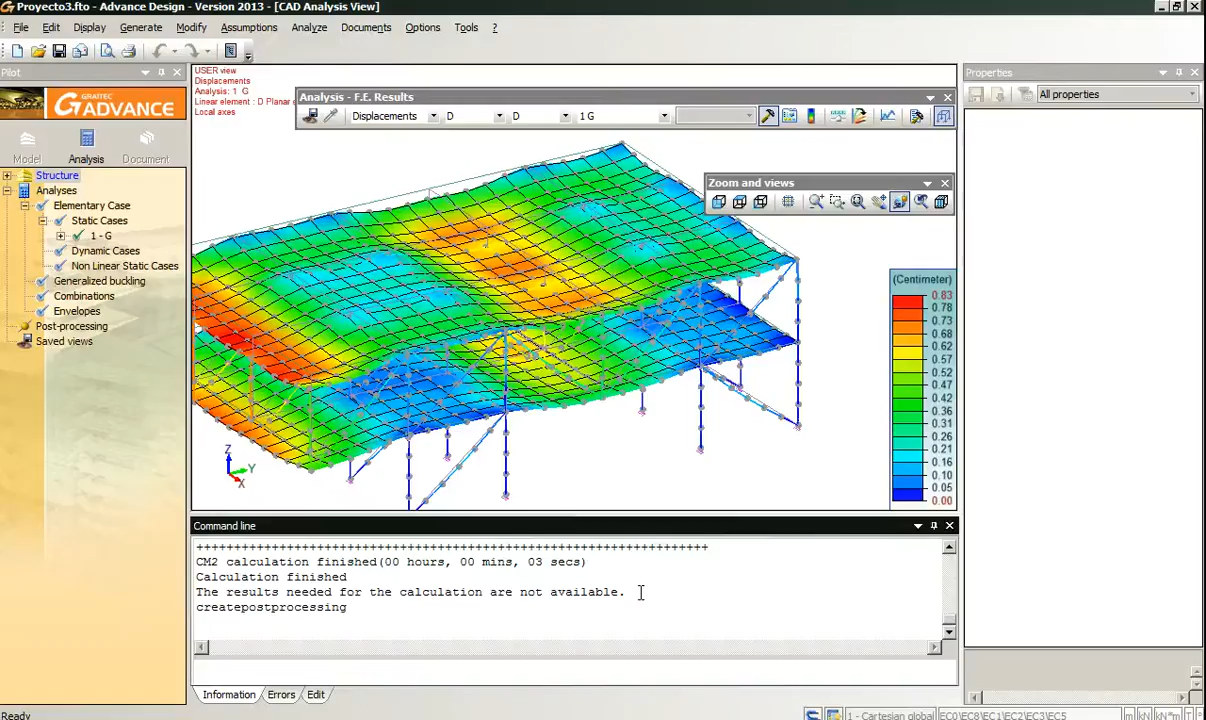 Proyecto3.fto - Advance Design - Version 2013 - [CAD Analysis View]
File Edit Display Generate Modify Assumptions Analyze Documents Options Tools ?
Pilot
GRAITEC
ADVANCE
Model Analysis Document
Structure
Analyses
Elementary Case
Static Cases
1 - G
Dynamic Cases
Non Linear Static Cases
Generalized buckling
Combinations
Envelopes
Post-processing
Saved views
USER view
Displacements
Analysis: 1 G
Linear element : D Planar e
Local axes
Analysis - F.E. Results
Displacements D D 1 G
Zoom and views
(Centimeter)
0.83
0.78
0.73
0.68
0.62
0.57
0.52
0.47
0.42
0.36
0.31
0.26
0.21
0.16
0.10
0.05
0.00
Z
Y
X
Command line
CM2 calculation finished(00 hours, 00 mins, 03 secs)
Calculation finished
The results needed for the calculation are not available.
createpostprocessing
Information Errors Edit
Properties
All properties
Ready
1 - Cartesian global EC0/EC8/EC1/EC2/EC3/EC5 m kN kN*m T °